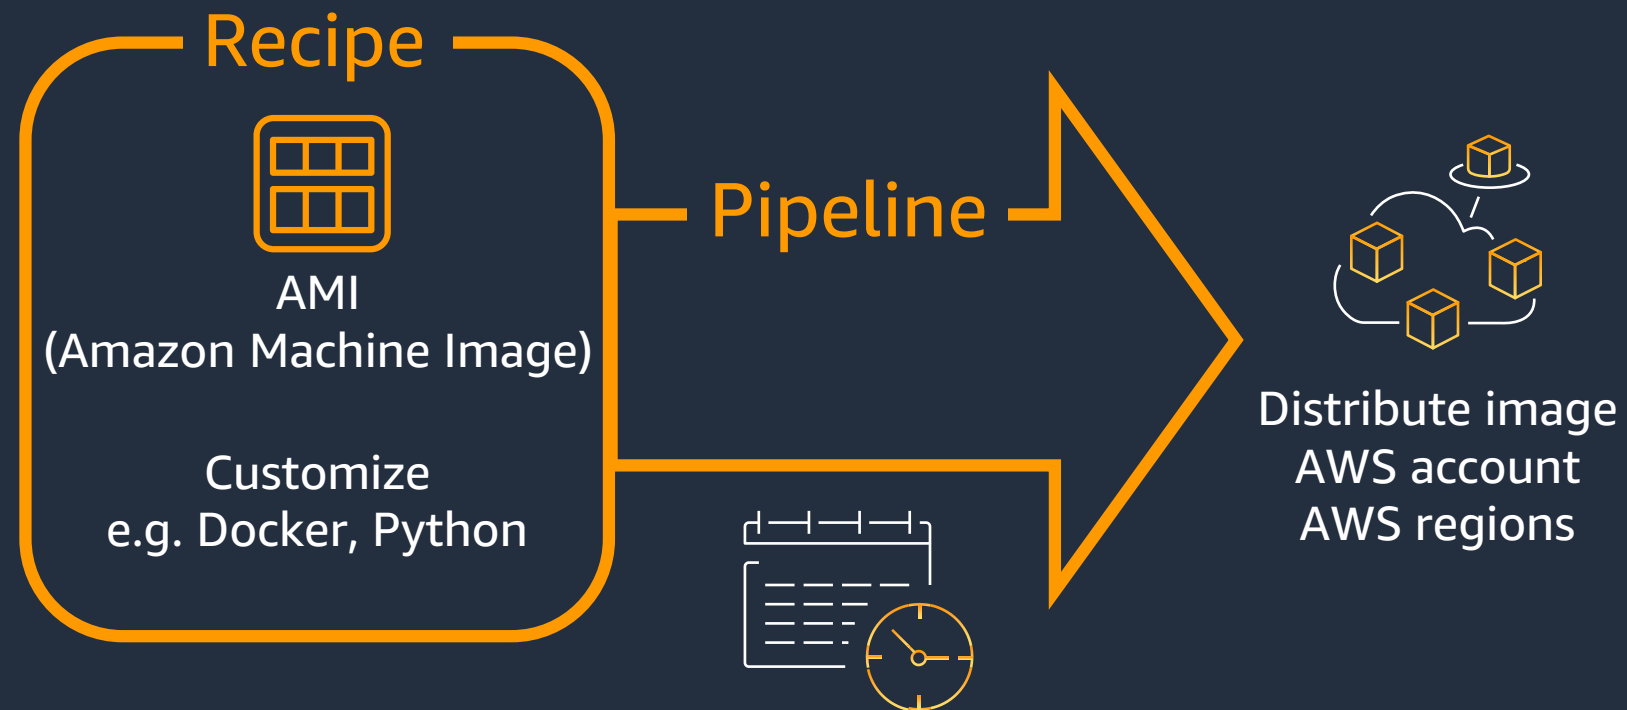 Recipe
AMI
(Amazon Machine Image)
Customize
e.g. Docker, Python
Pipeline
Distribute image
AWS account
AWS regions